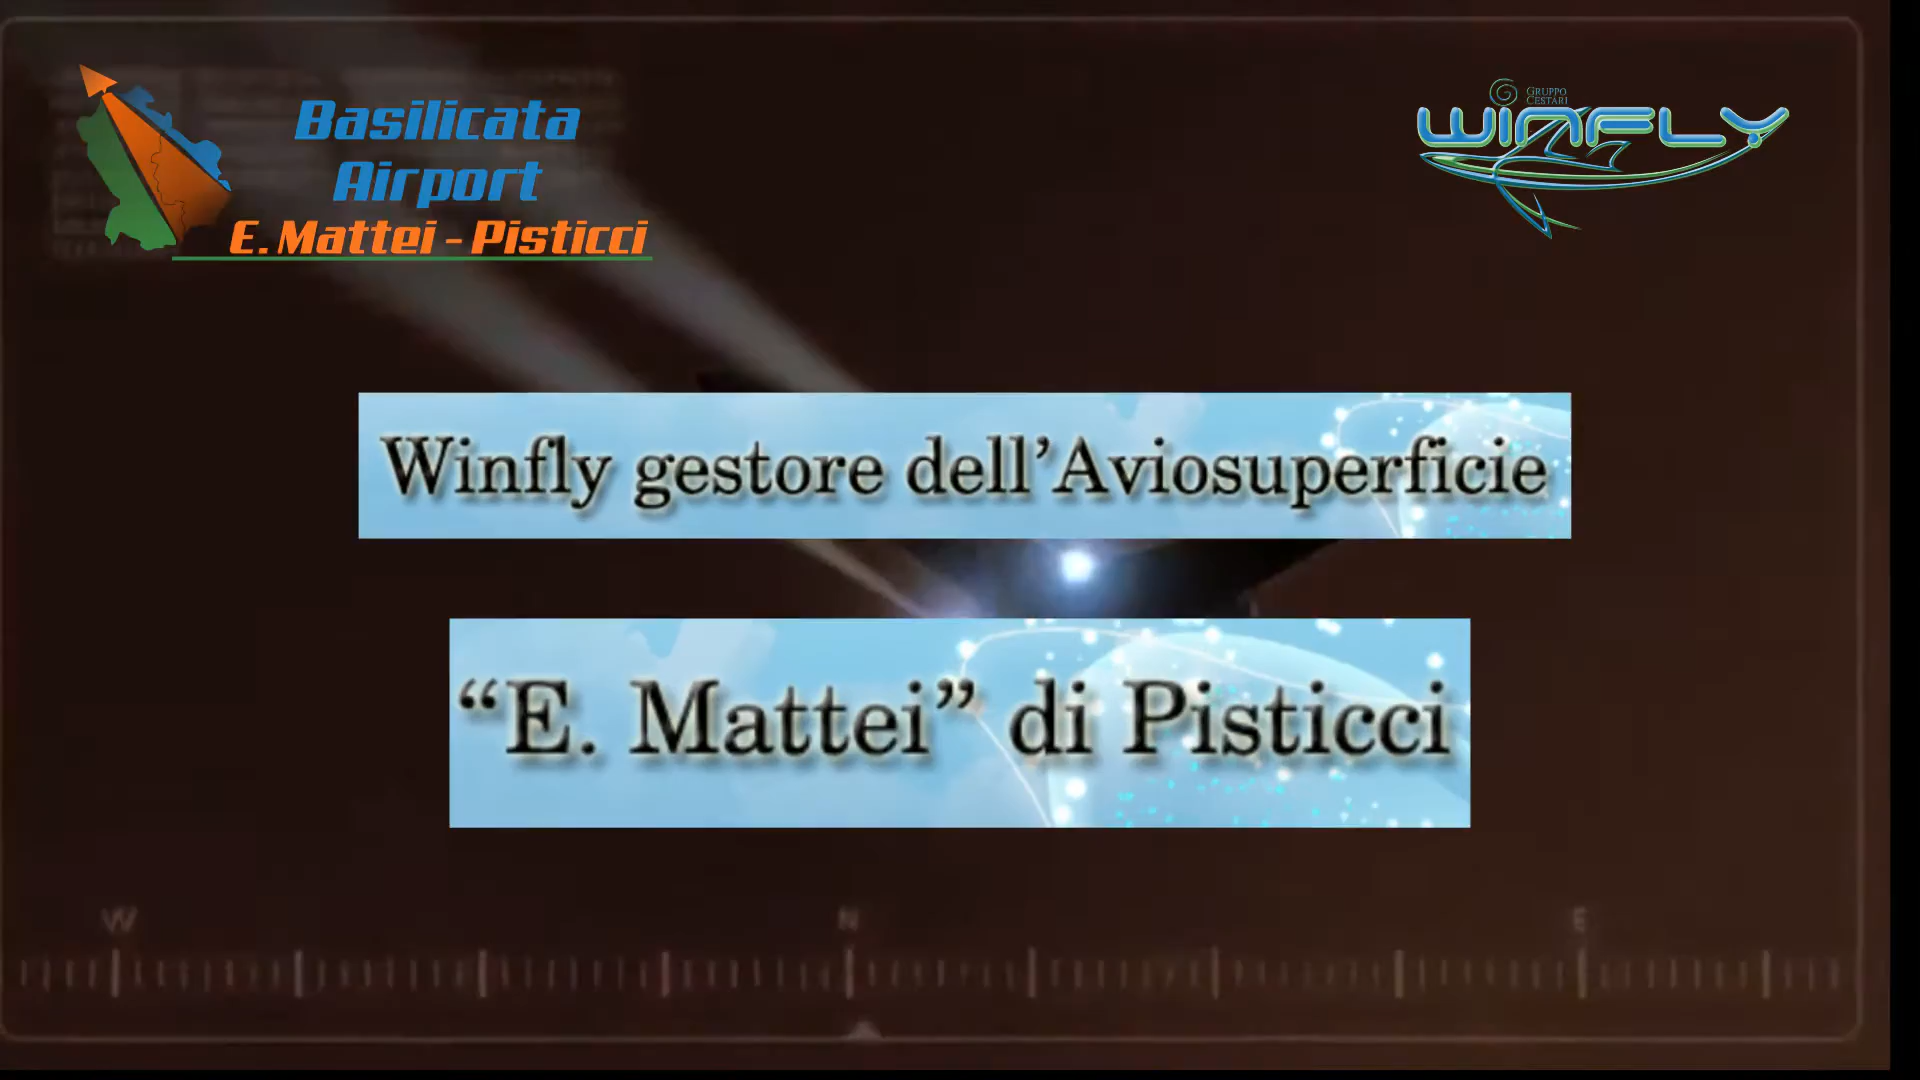 Basilicata
Airport
E. Mattei - Pisticci
GRUPPO
CESTARI
WINFLY
Winfly gestore dell’Aviosuperficie
“E. Mattei” di Pisticci
W
N
E